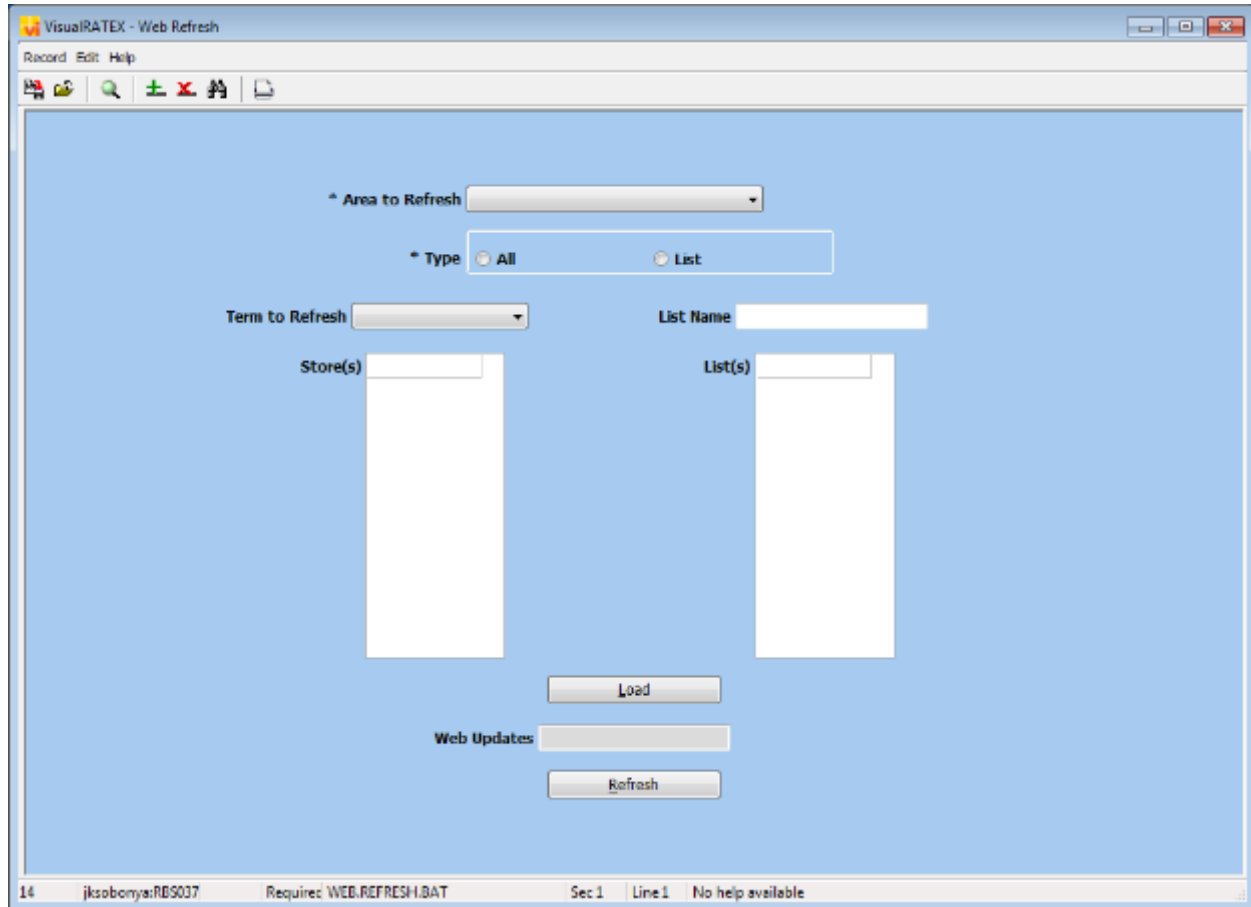 VisualRATEX - Web Refresh
Record Edit Help
* Area to Refresh
* Type All List
Term to Refresh List Name
Store(s) List(s)
Load
Web Updates
Refresh
14 jksobonya:RBS037 Required WEB.REFRESH.BAT Sec 1 Line 1 No help available